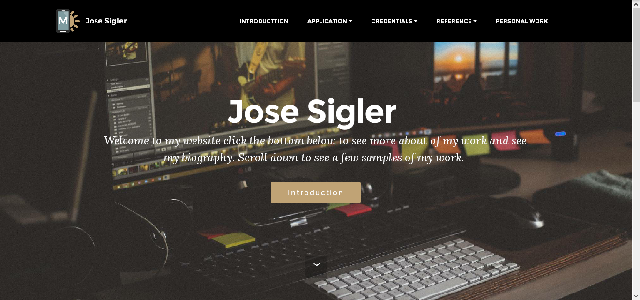 M
Jose Sigler
INTRODUCTION
APPLICATION
CREDENTIALS
REFERENCE
PERSONAL WORK
Jose Sigler
Welcome to my website click the bottom below to see more about of my work and see
my biography. Scroll down to see a few samples of my work.
Introduction